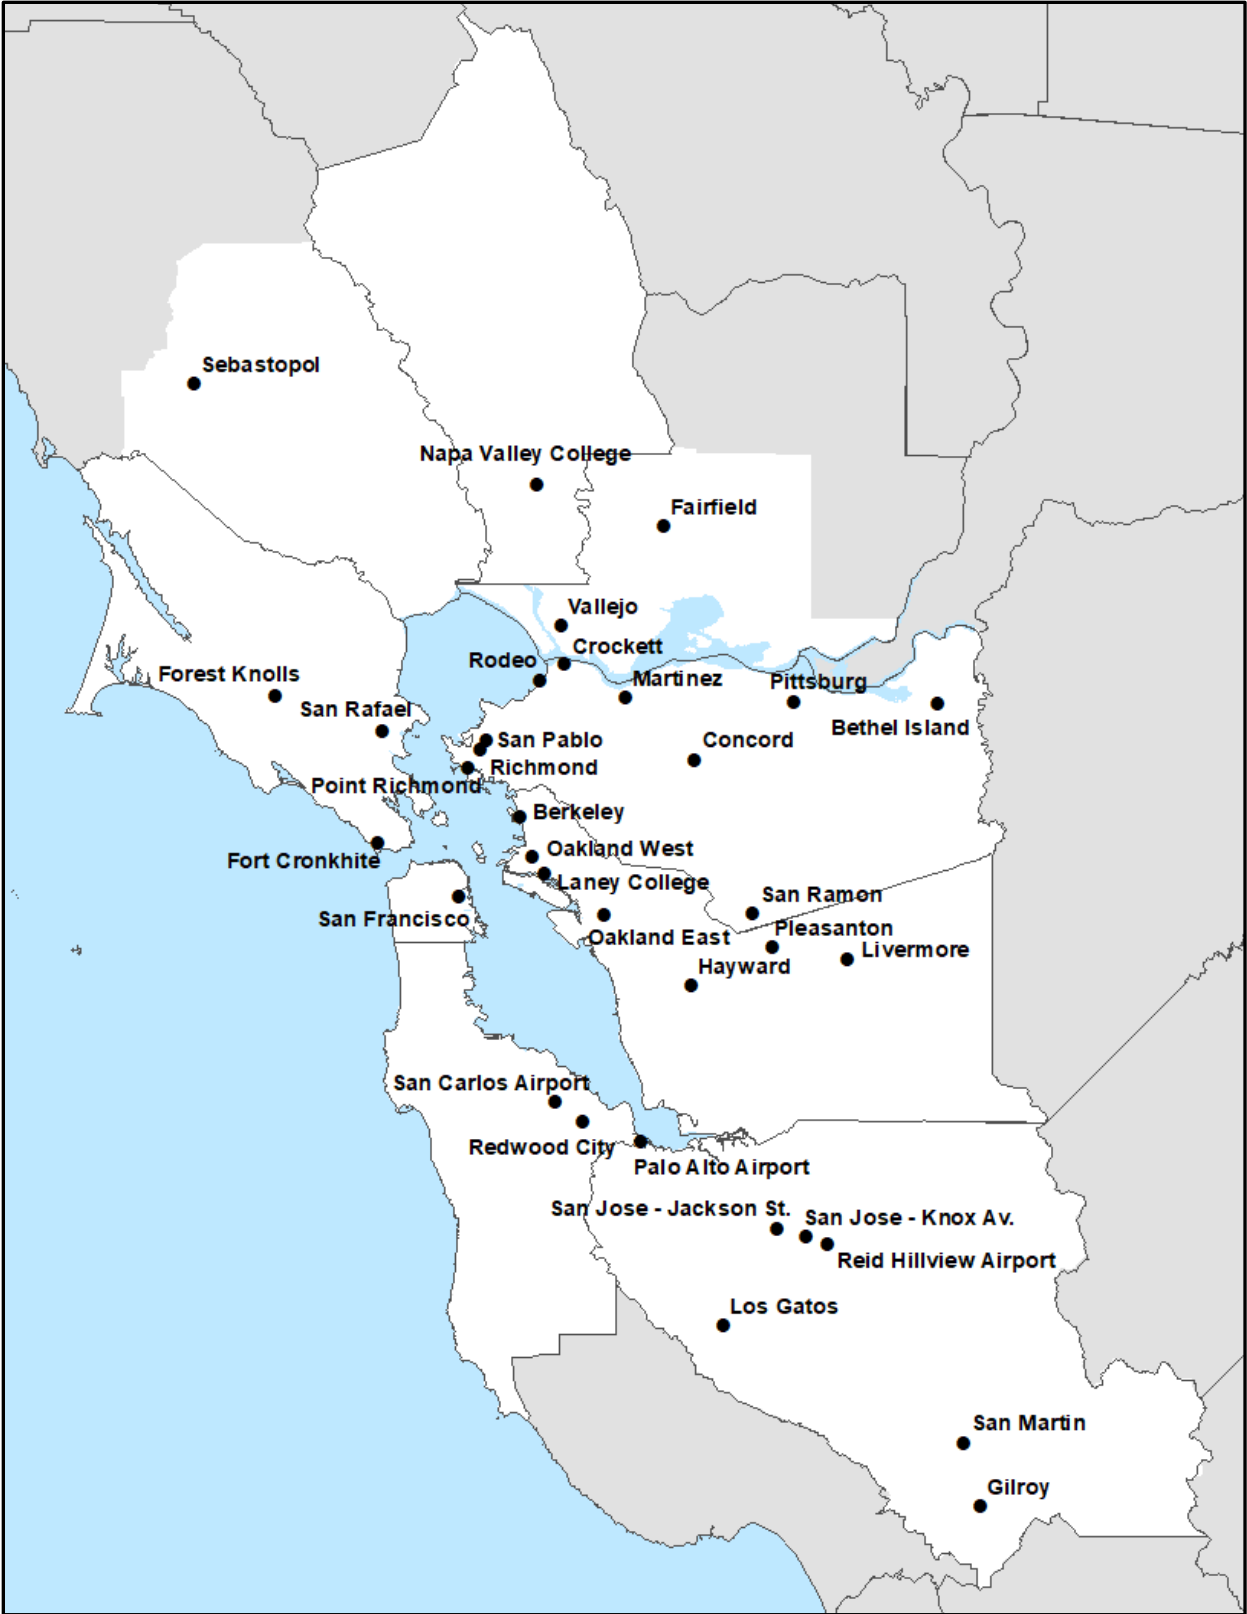 Sebastopol
Napa Valley College
Fairfield
Vallejo
Crockett
Rodeo
Martinez
Pittsburg
Forest Knolls
San Rafael
Bethel Island
San Pablo
Concord
Richmond
Point Richmond
Berkeley
Oakland West
Fort Cronkhite
Laney College
San Ramon
San Francisco
Pleasanton
Oakland East
Livermore
Hayward
San Carlos Airport
Redwood City
Palo Alto Airport
San Jose - Jackson St.
San Jose - Knox Av.
Reid Hillview Airport
Los Gatos
San Martin
Gilroy